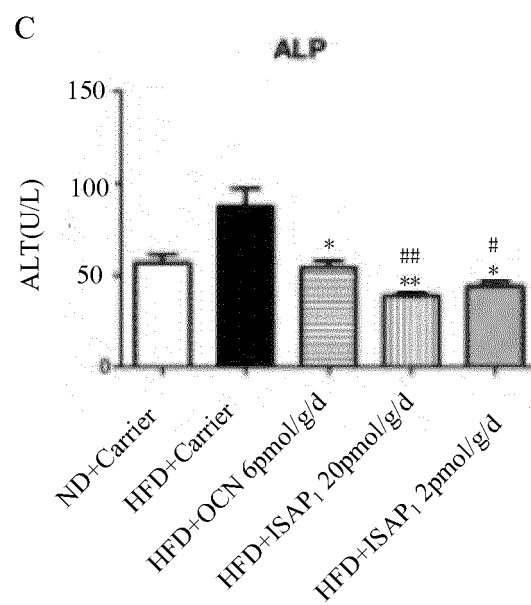 C
ALP
150
100
50
0
ALT(U/L)
*
##
**
#
*
ND+Carrier
HFD+Carrier
HFD+OCN 6pmol/g/d
HFD+ISAP₁ 20pmol/g/d
HFD+ISAP₁ 2pmol/g/d